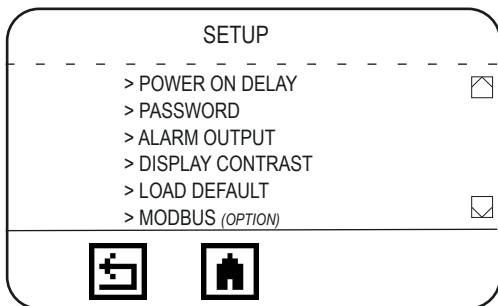 SETUP
> POWER ON DELAY
> PASSWORD
> ALARM OUTPUT
> DISPLAY CONTRAST
> LOAD DEFAULT
> MODBUS (OPTION)